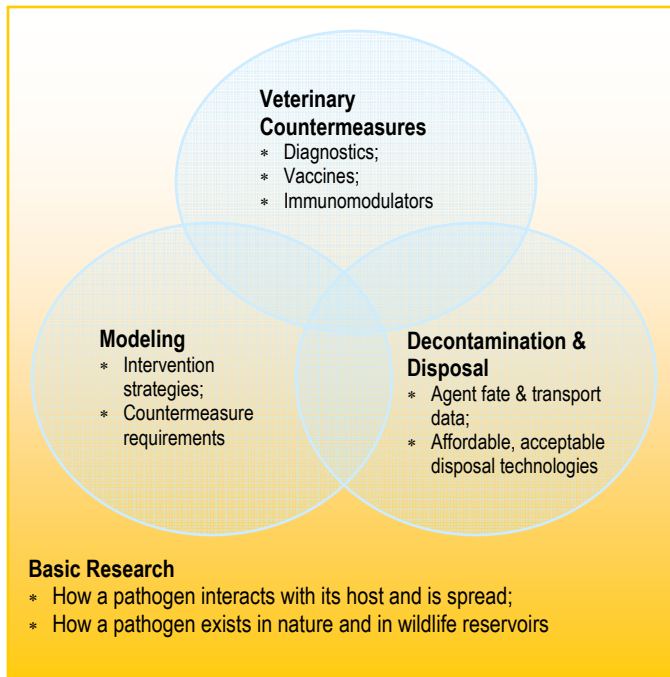 Veterinary
Countermeasures
* Diagnostics;
* Vaccines;
* Immunomodulators
Modeling
* Intervention
strategies;
* Countermeasure
requirements
Decontamination &
Disposal
* Agent fate & transport
data;
* Affordable, acceptable
disposal technologies
Basic Research
* How a pathogen interacts with its host and is spread;
* How a pathogen exists in nature and in wildlife reservoirs